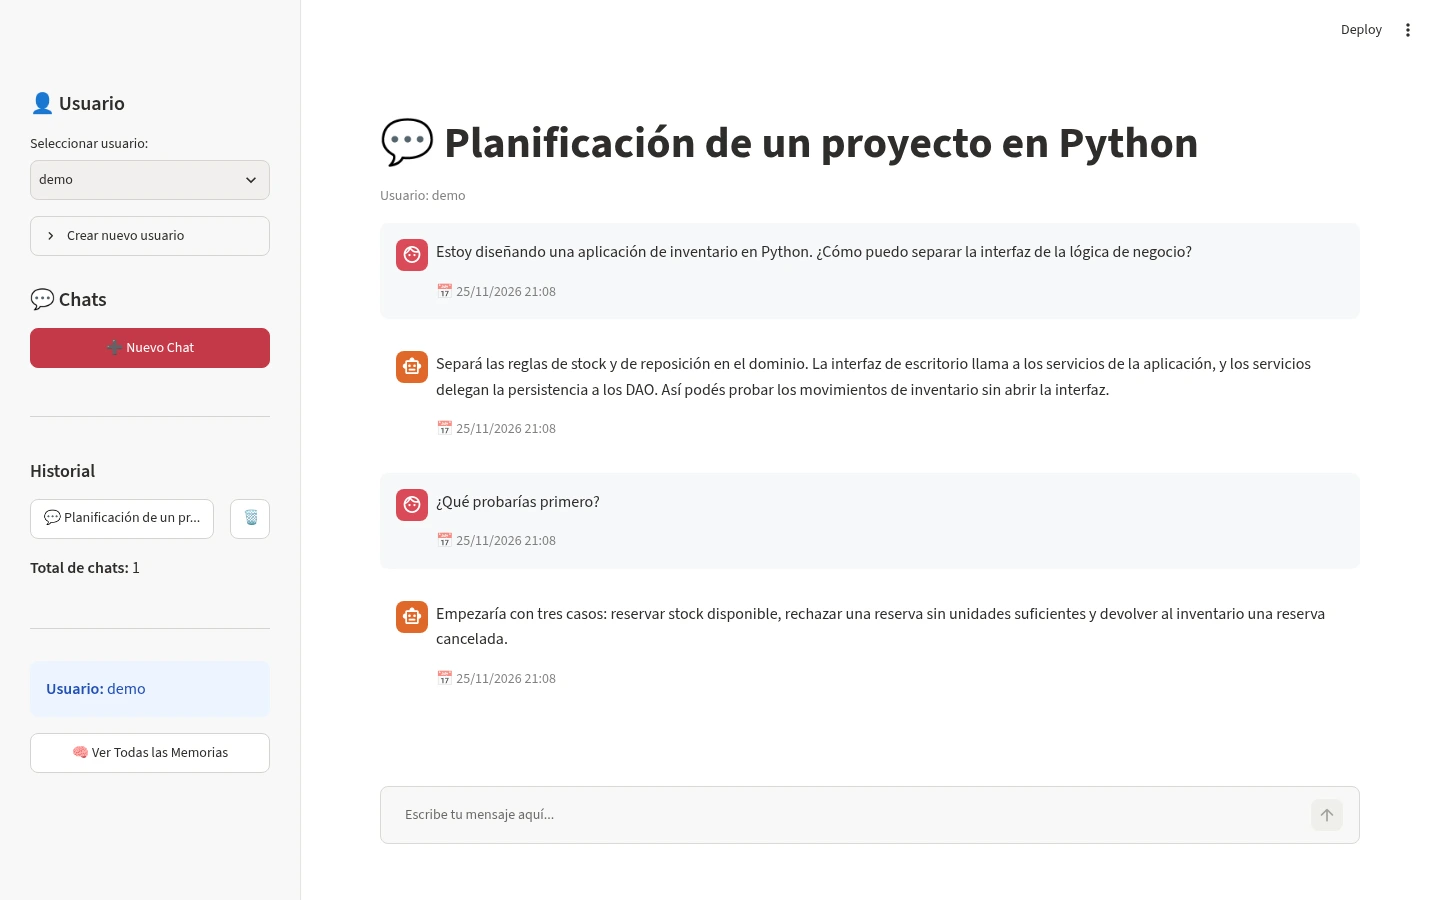 Deploy
👤 Usuario
Seleccionar usuario:
demo
Crear nuevo usuario
💬 Chats
➕ Nuevo Chat
Historial
💬 Planificación de un pr...
🗑️
Total de chats: 1
Usuario: demo
🧠 Ver Todas las Memorias
💬 Planificación de un proyecto en Python
Usuario: demo
Estoy diseñando una aplicación de inventario en Python. ¿Cómo puedo separar la interfaz de la lógica de negocio?
📅 25/11/2026 21:08
Separá las reglas de stock y de reposición en el dominio. La interfaz de escritorio llama a los servicios de la aplicación, y los servicios
delegan la persistencia a los DAO. Así podés probar los movimientos de inventario sin abrir la interfaz.
📅 25/11/2026 21:08
¿Qué probarías primero?
📅 25/11/2026 21:08
Empezaría con tres casos: reservar stock disponible, rechazar una reserva sin unidades suficientes y devolver al inventario una reserva
cancelada.
📅 25/11/2026 21:08
Escribe tu mensaje aquí...